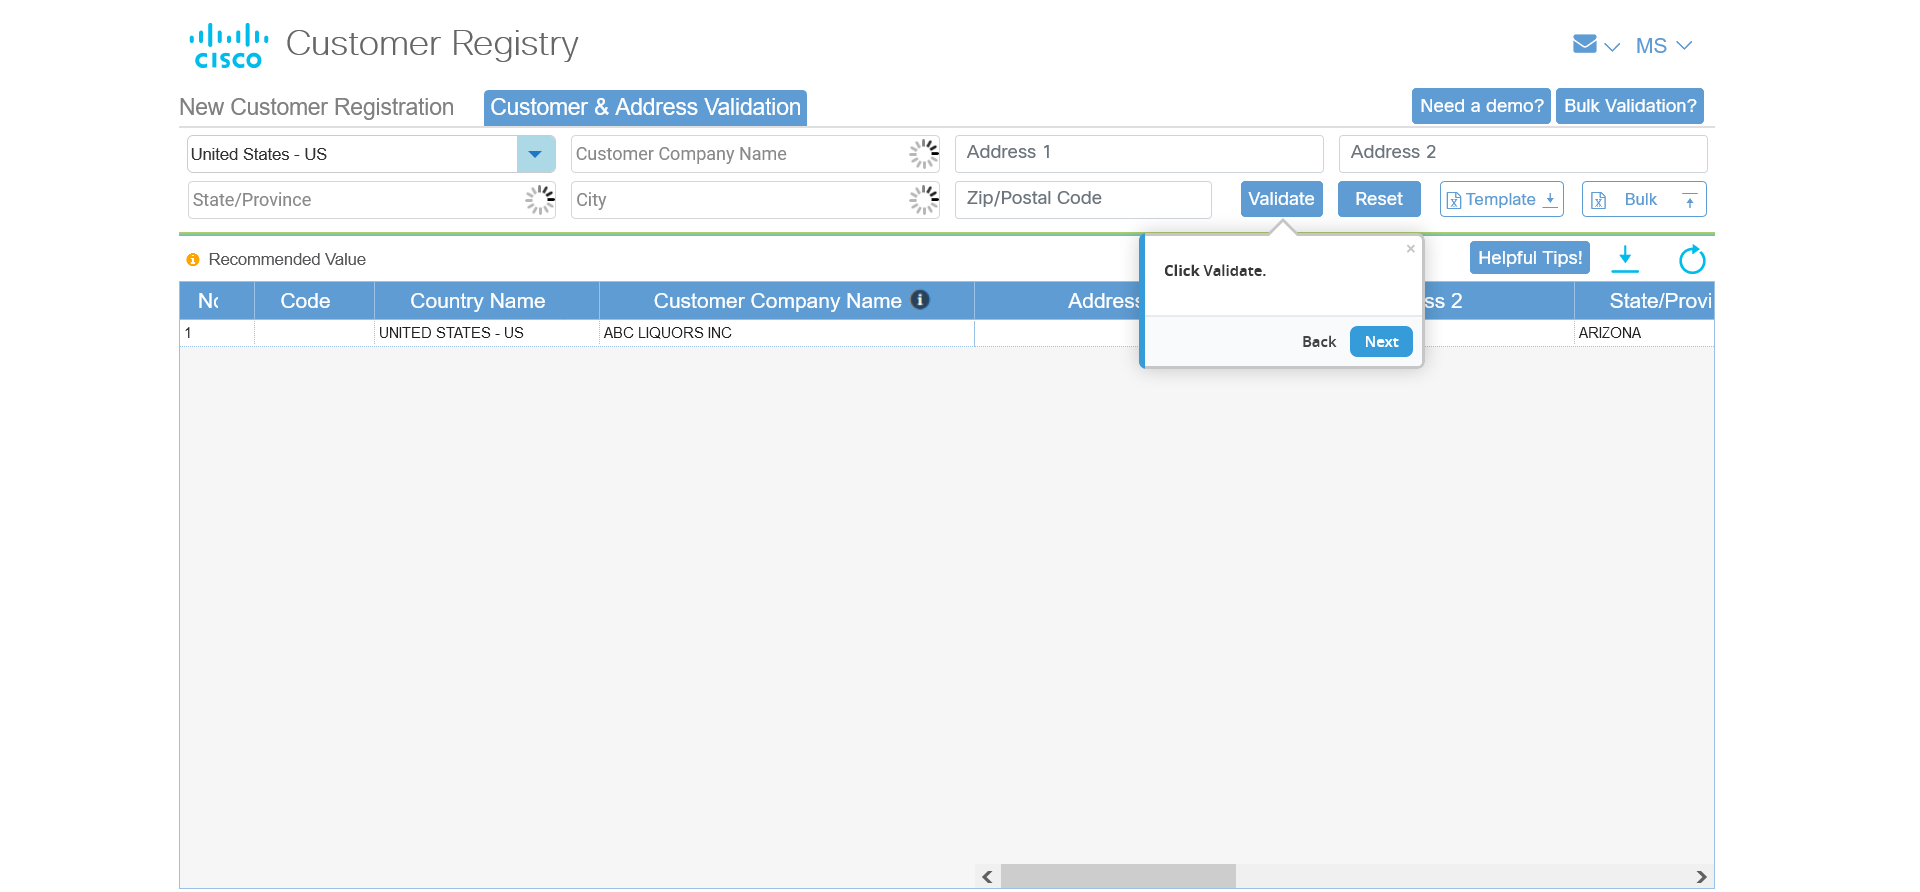 CISCO Customer Registry
MS
New Customer Registration Customer & Address Validation Need a demo? Bulk Validation?
United States - US Customer Company Name Address 1 Address 2
State/Province City Zip/Postal Code Validate Reset Template Bulk
Recommended Value Helpful Tips!
×
Click Validate.
Back Next
Code Country Name Customer Company Name Address State/Provi
1 UNITED STATES - US ABC LIQUORS INC ARIZONA